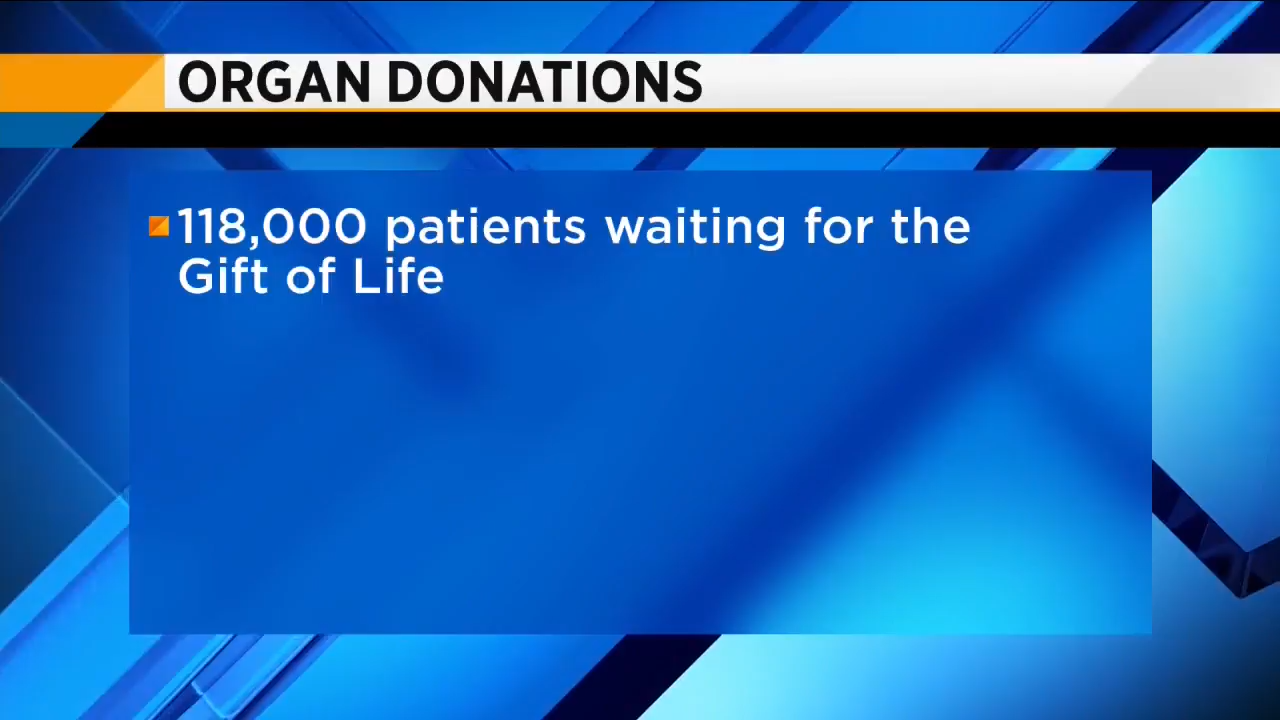 ORGAN DONATIONS
118,000 patients waiting for the
Gift of Life